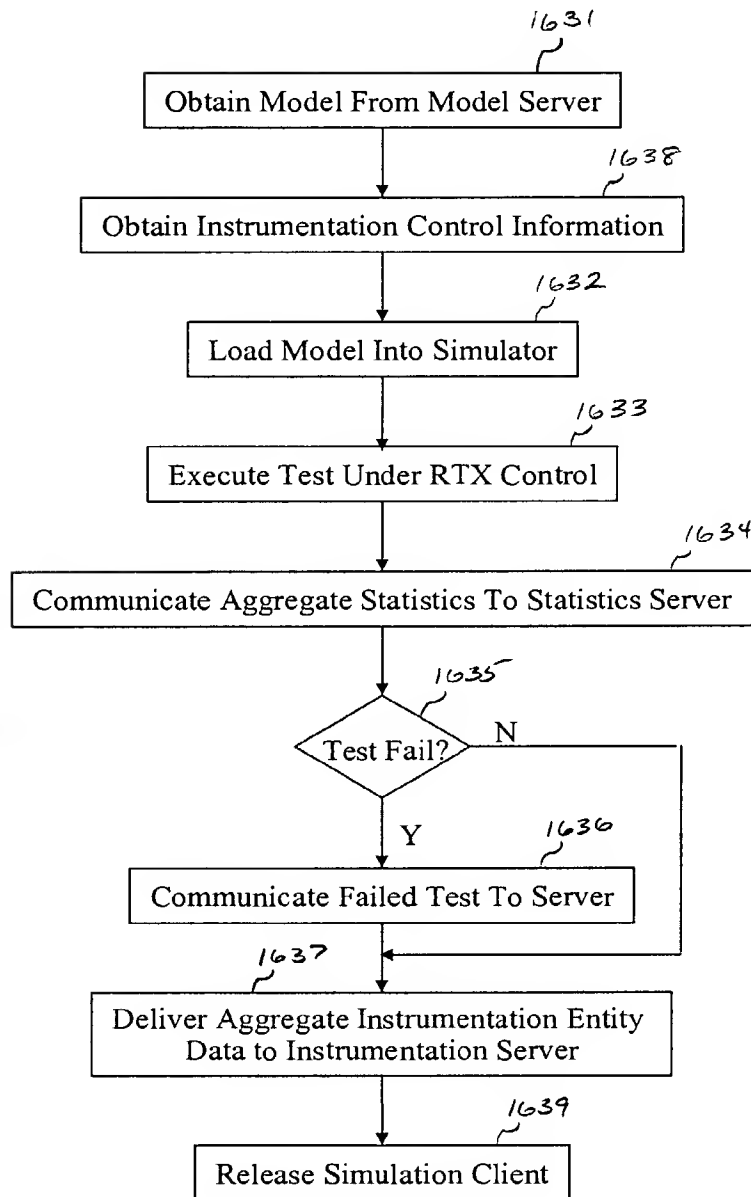 1631
Obtain Model From Model Server
1638
Obtain Instrumentation Control Information
1632
Load Model Into Simulator
1633
Execute Test Under RTX Control
1634
Communicate Aggregate Statistics To Statistics Server
1635
Test Fail?
N
Y
1636
Communicate Failed Test To Server
1637
Deliver Aggregate Instrumentation Entity
Data to Instrumentation Server
1639
Release Simulation Client